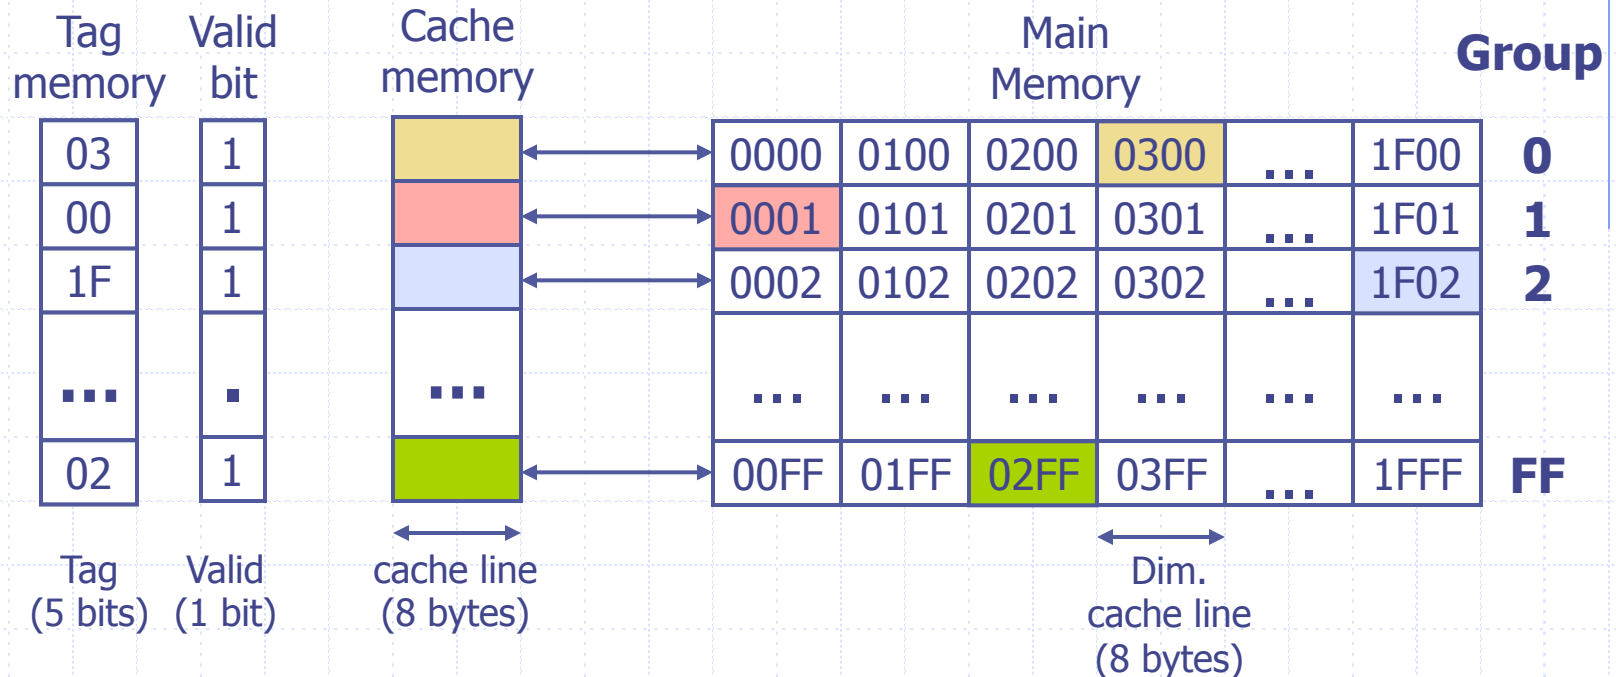 Tag
memory
Valid
bit
Cache
memory
Main
Memory
Group
03 1 0000 0100 0200 0300 ... 1F00 0
00 1 0001 0101 0201 0301 ... 1F01 1
1F 1 0002 0102 0202 0302 ... 1F02 2
... . ... ... ... ... ... ... ...
02 1 00FF 01FF 02FF 03FF ... 1FFF FF
Tag
(5 bits)
Valid
(1 bit)
cache line
(8 bytes)
Dim.
cache line
(8 bytes)